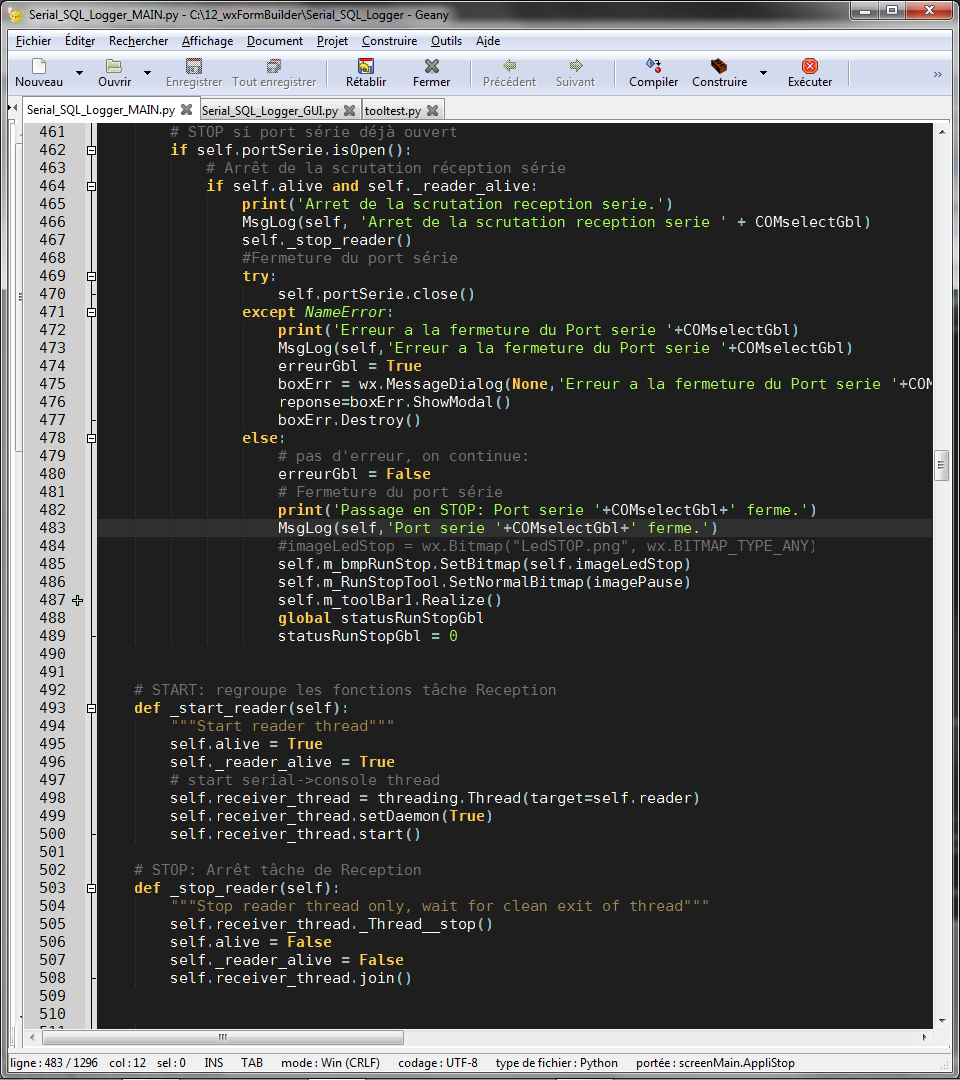 Serial_SQL_Logger_MAIN.py - C:\12_wxFormBuilder\Serial_SQL_Logger - Geany
Fichier Éditer Rechercher Affichage Document Projet Construire Outils Aide
Nouveau Ouvrir Enregistrer Tout enregistrer Rétablir Fermer Précédent Suivant Compiler Construire Exécuter »
Serial_SQL_Logger_MAIN.py Serial_SQL_Logger_GUI.py tooltest.py
461 # STOP si port série déjà ouvert
462 if self.portSerie.isOpen():
463 # Arrêt de la scrutation réception série
464 if self.alive and self._reader_alive:
465 print('Arret de la scrutation reception serie.')
466 MsgLog(self, 'Arret de la scrutation reception serie ' + COMselectGbl)
467 self._stop_reader()
468 #Fermeture du port série
469 try:
470 self.portSerie.close()
471 except NameError:
472 print('Erreur a la fermeture du Port serie '+COMselectGbl)
473 MsgLog(self,'Erreur a la fermeture du Port serie '+COMselectGbl)
474 erreurGbl = True
475 boxErr = wx.MessageDialog(None,'Erreur a la fermeture du Port serie '+COM
476 reponse=boxErr.ShowModal()
477 boxErr.Destroy()
478 else:
479 # pas d'erreur, on continue:
480 erreurGbl = False
481 # Fermeture du port série
482 print('Passage en STOP: Port serie '+COMselectGbl+' ferme.')
483 MsgLog(self,'Port serie '+COMselectGbl+' ferme.')
484 #imageLedStop = wx.Bitmap("LedSTOP.png", wx.BITMAP_TYPE_ANY)
485 self.m_bmpRunStop.SetBitmap(self.imageLedStop)
486 self.m_RunStopTool.SetNormalBitmap(imagePause)
487 self.m_toolBar1.Realize()
488 global statusRunStopGbl
489 statusRunStopGbl = 0
490
491
492 # START: regroupe les fonctions tâche Reception
493 def _start_reader(self):
494 """Start reader thread"""
495 self.alive = True
496 self._reader_alive = True
497 # start serial->console thread
498 self.receiver_thread = threading.Thread(target=self.reader)
499 self.receiver_thread.setDaemon(True)
500 self.receiver_thread.start()
501
502 # STOP: Arrêt tâche de Reception
503 def _stop_reader(self):
504 """Stop reader thread only, wait for clean exit of thread"""
505 self.receiver_thread._Thread__stop()
506 self.alive = False
507 self._reader_alive = False
508 self.receiver_thread.join()
509
510
ligne : 483 / 1296 col : 12 sel : 0 INS TAB mode : Win (CRLF) codage : UTF-8 type de fichier : Python portée : screenMain.AppliStop